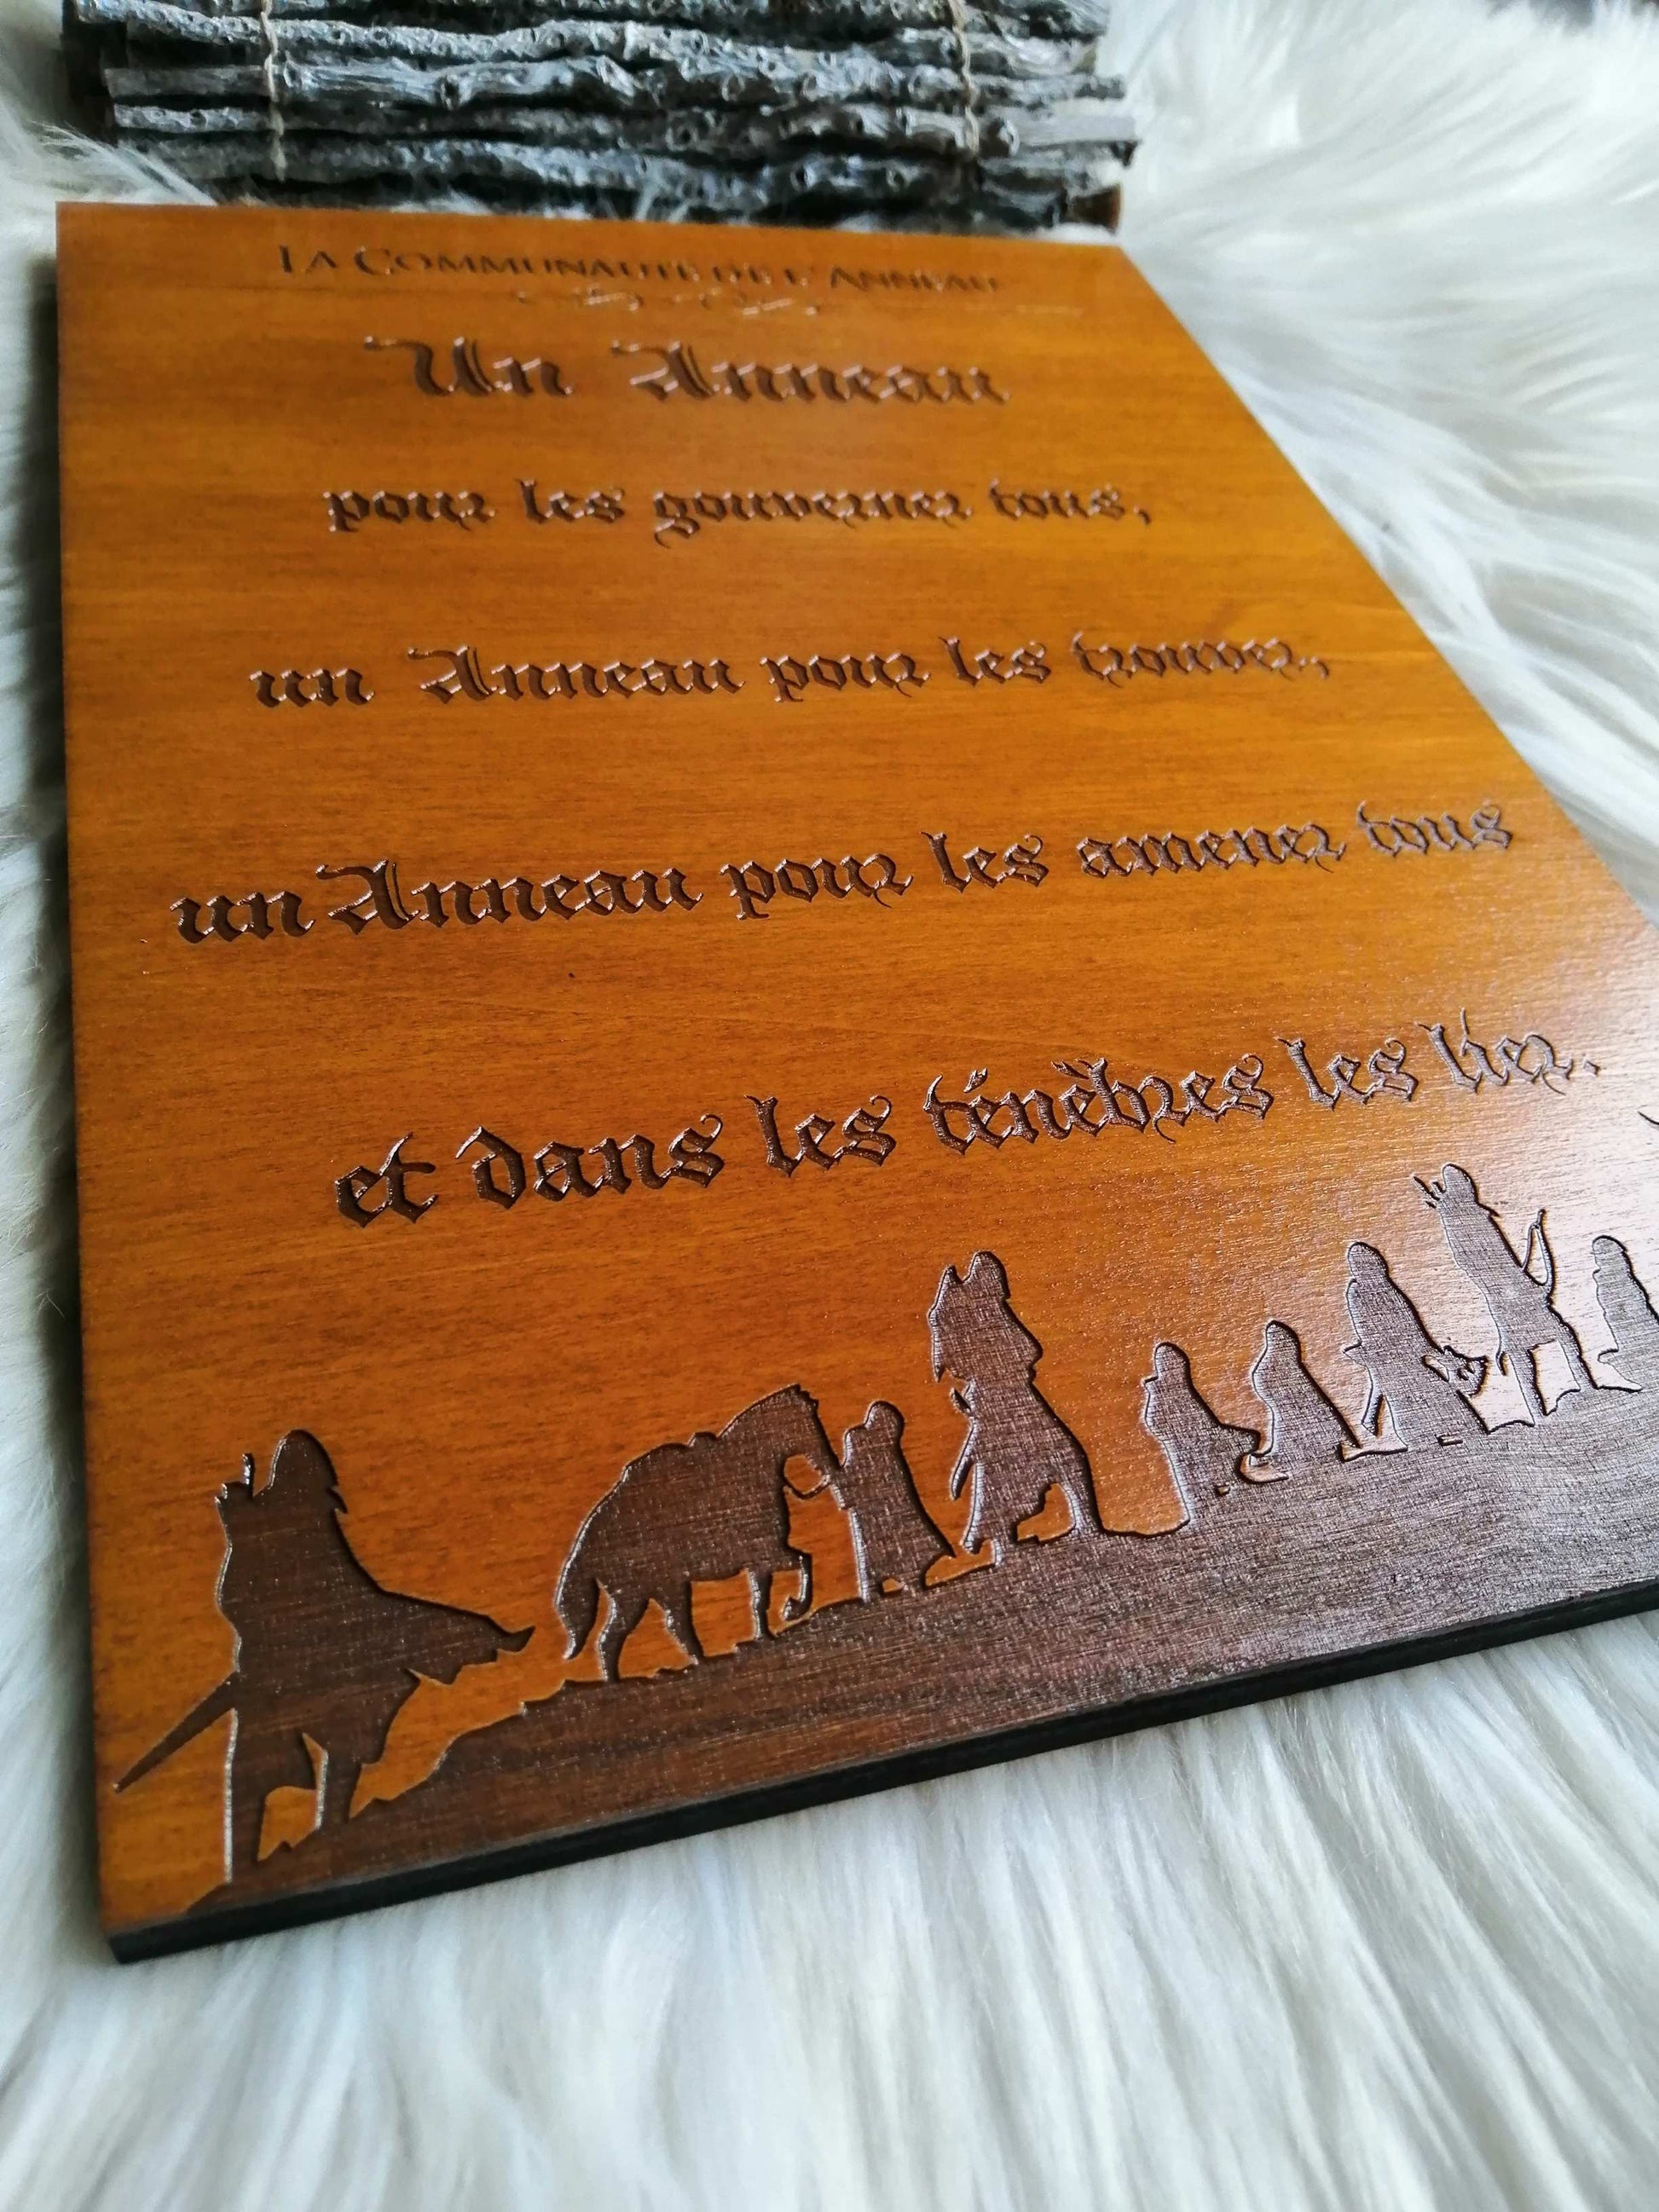 La Communauté de l'Anneau
Un Anneau
pour les gouverner tous,
un Anneau pour les trouver,
un Anneau pour les amener tous
et dans les ténèbres les lier.